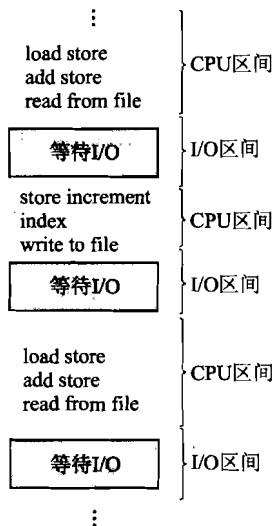 ⋮
load store
add store
read from file
CPU区间
等待I/O
I/O区间
store increment
index
write to file
CPU区间
等待I/O
I/O区间
load store
add store
read from file
CPU区间
等待I/O
I/O区间
⋮